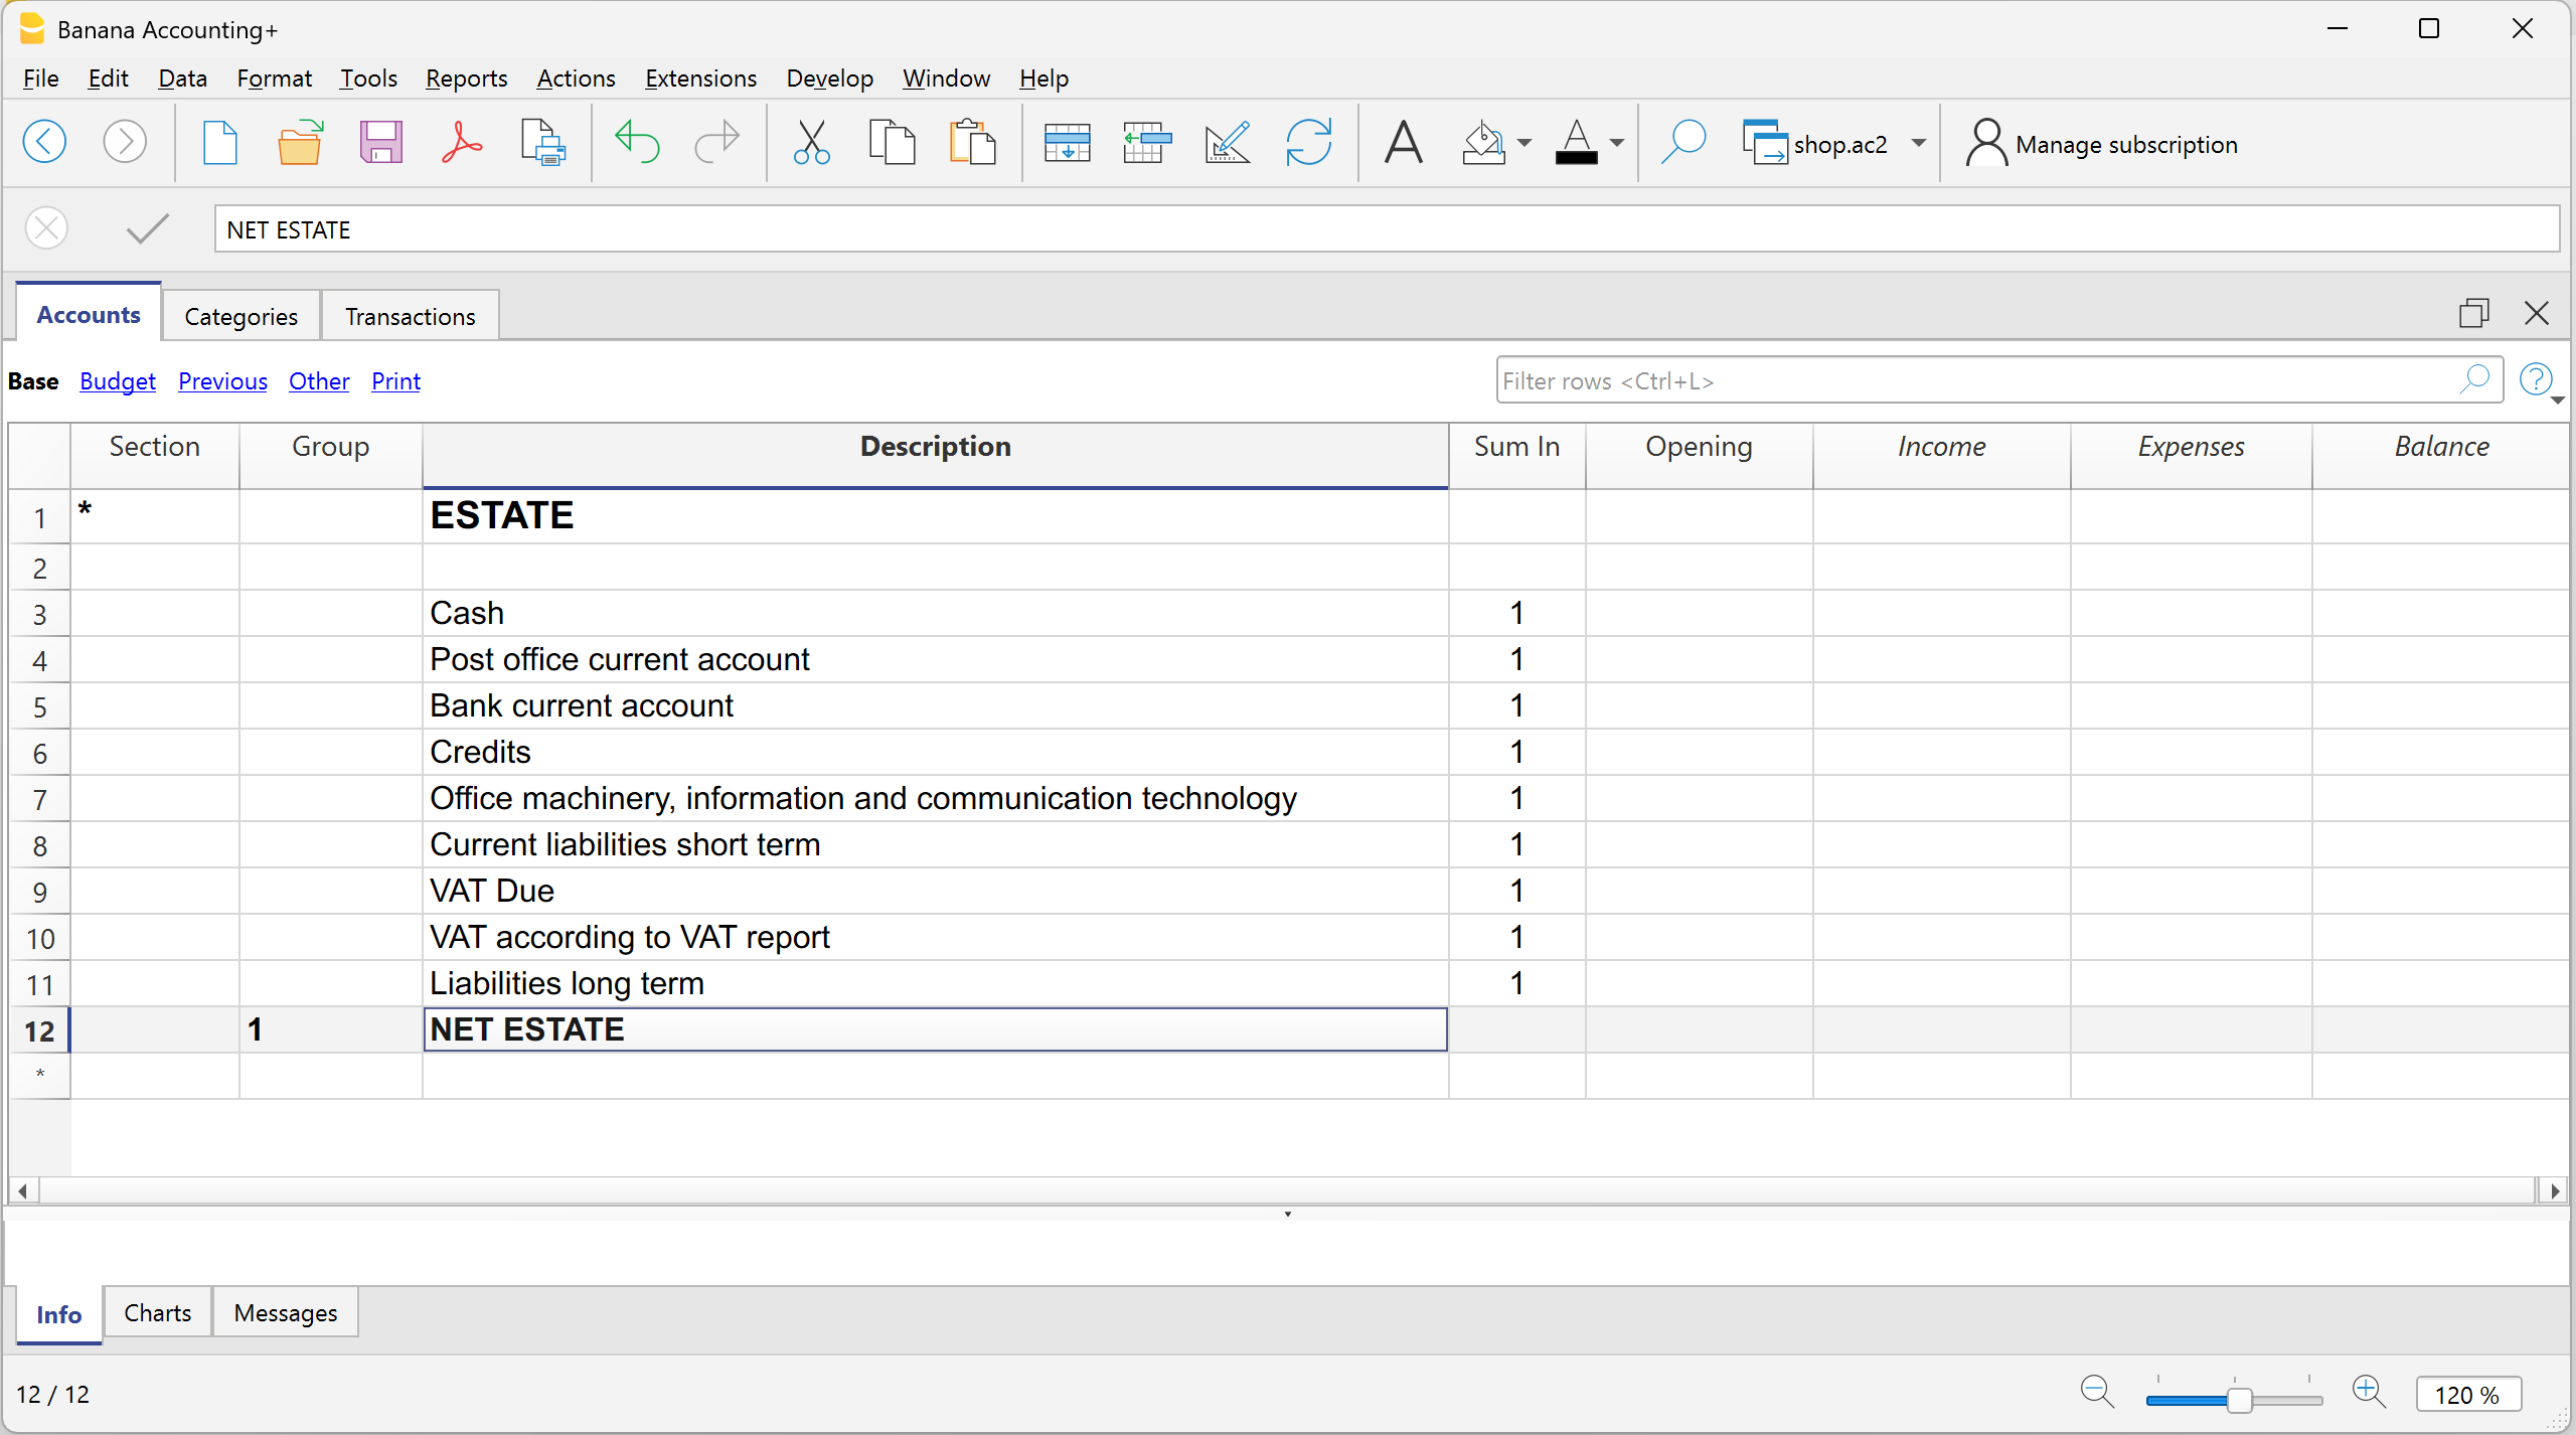 Banana Accounting+
File Edit Data Format Tools Reports Actions Extensions Develop Window Help
shop.ac2 Manage subscription
NET ESTATE
Accounts Categories Transactions
Base Budget Previous Other Print Filter rows <Ctrl+L>
Section Group Description Sum In Opening Income Expenses Balance
1 * ESTATE
2
3 Cash 1
4 Post office current account 1
5 Bank current account 1
6 Credits 1
7 Office machinery, information and communication technology 1
8 Current liabilities short term 1
9 VAT Due 1
10 VAT according to VAT report 1
11 Liabilities long term 1
12 1 NET ESTATE
*
Info Charts Messages
12 / 12 120 %